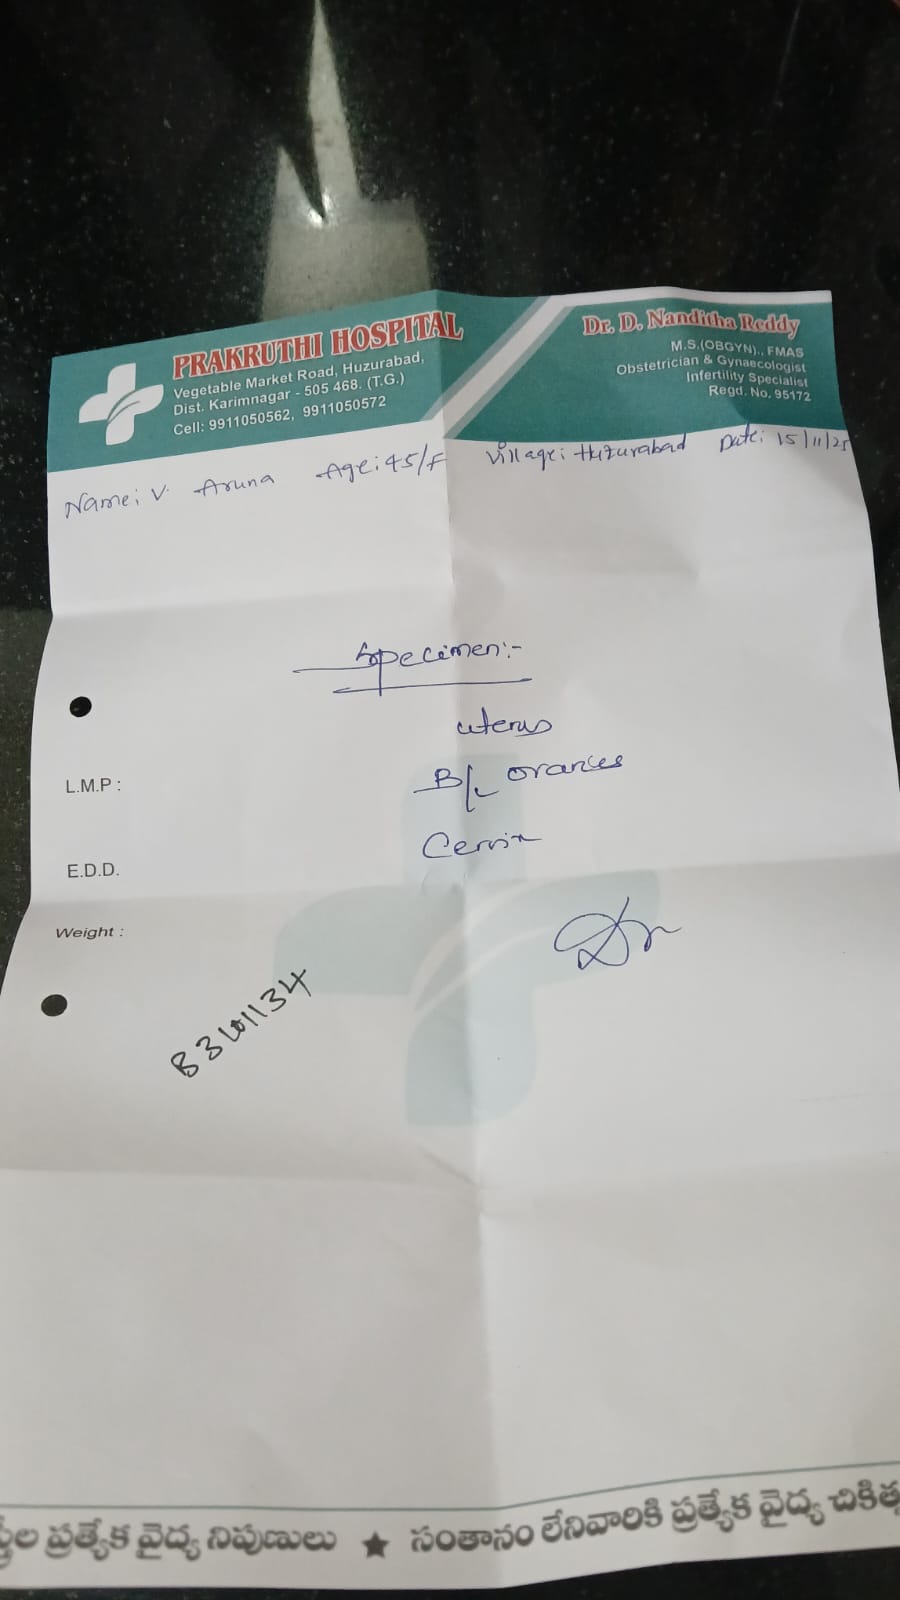 PRAKRUTHI HOSPITAL
Vegetable Market Road, Huzurabad,
Dist. Karimnagar - 505 468. (T.G.)
Cell: 9911050562, 9911050572
Dr. D. Nanditha Reddy
M.S.(OBGYN)., FMAS
Obstetrician & Gynaecologist
Infertility Specialist
Regd. No. 95172
Name: V. Aruna Age: 45/F Village: Huzurabad Date: 15/11/25
Specimen:-
uterus
B/L ovaries
Cervix
L.M.P :
E.D.D.
Weight :
ప్రత్యేక వైద్య నిపుణులు ★ సంతానం లేనివారికి ప్రత్యేక వైద్య